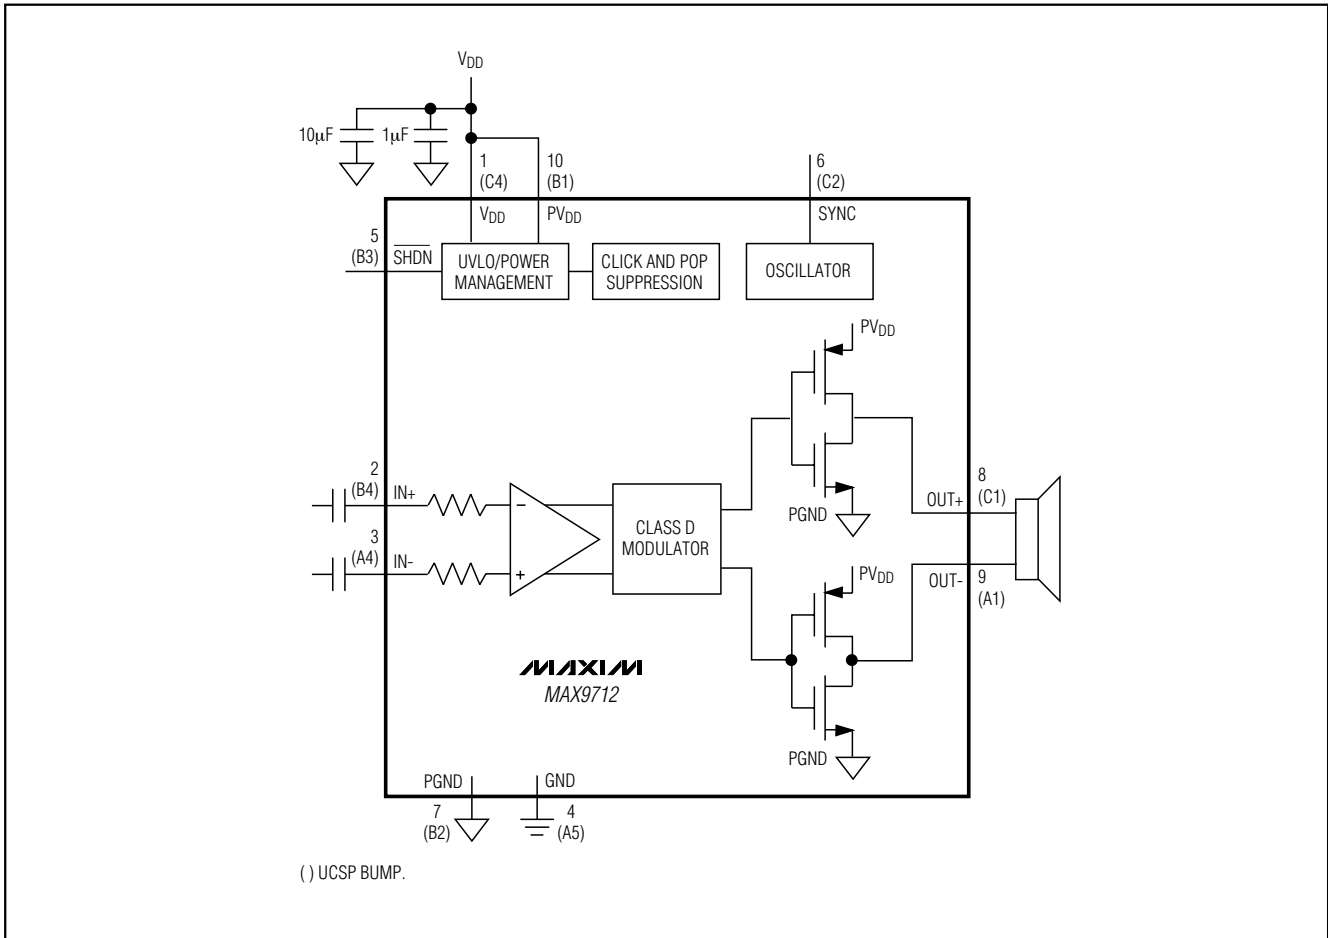 VDD
10µF
1µF
1
(C4)
10
(B1)
6
(C2)
VDD
PVDD
SYNC
5
(B3)
SHDN
UVLO/POWER
MANAGEMENT
CLICK AND POP
SUPPRESSION
OSCILLATOR
PVDD
2
(B4)
IN+
3
(A4)
IN-
−
+
CLASS D
MODULATOR
PGND
OUT+
8
(C1)
PVDD
OUT-
9
(A1)
MAXIM
MAX9712
PGND
PGND
GND
7
(B2)
4
(A5)
( ) UCSP BUMP.